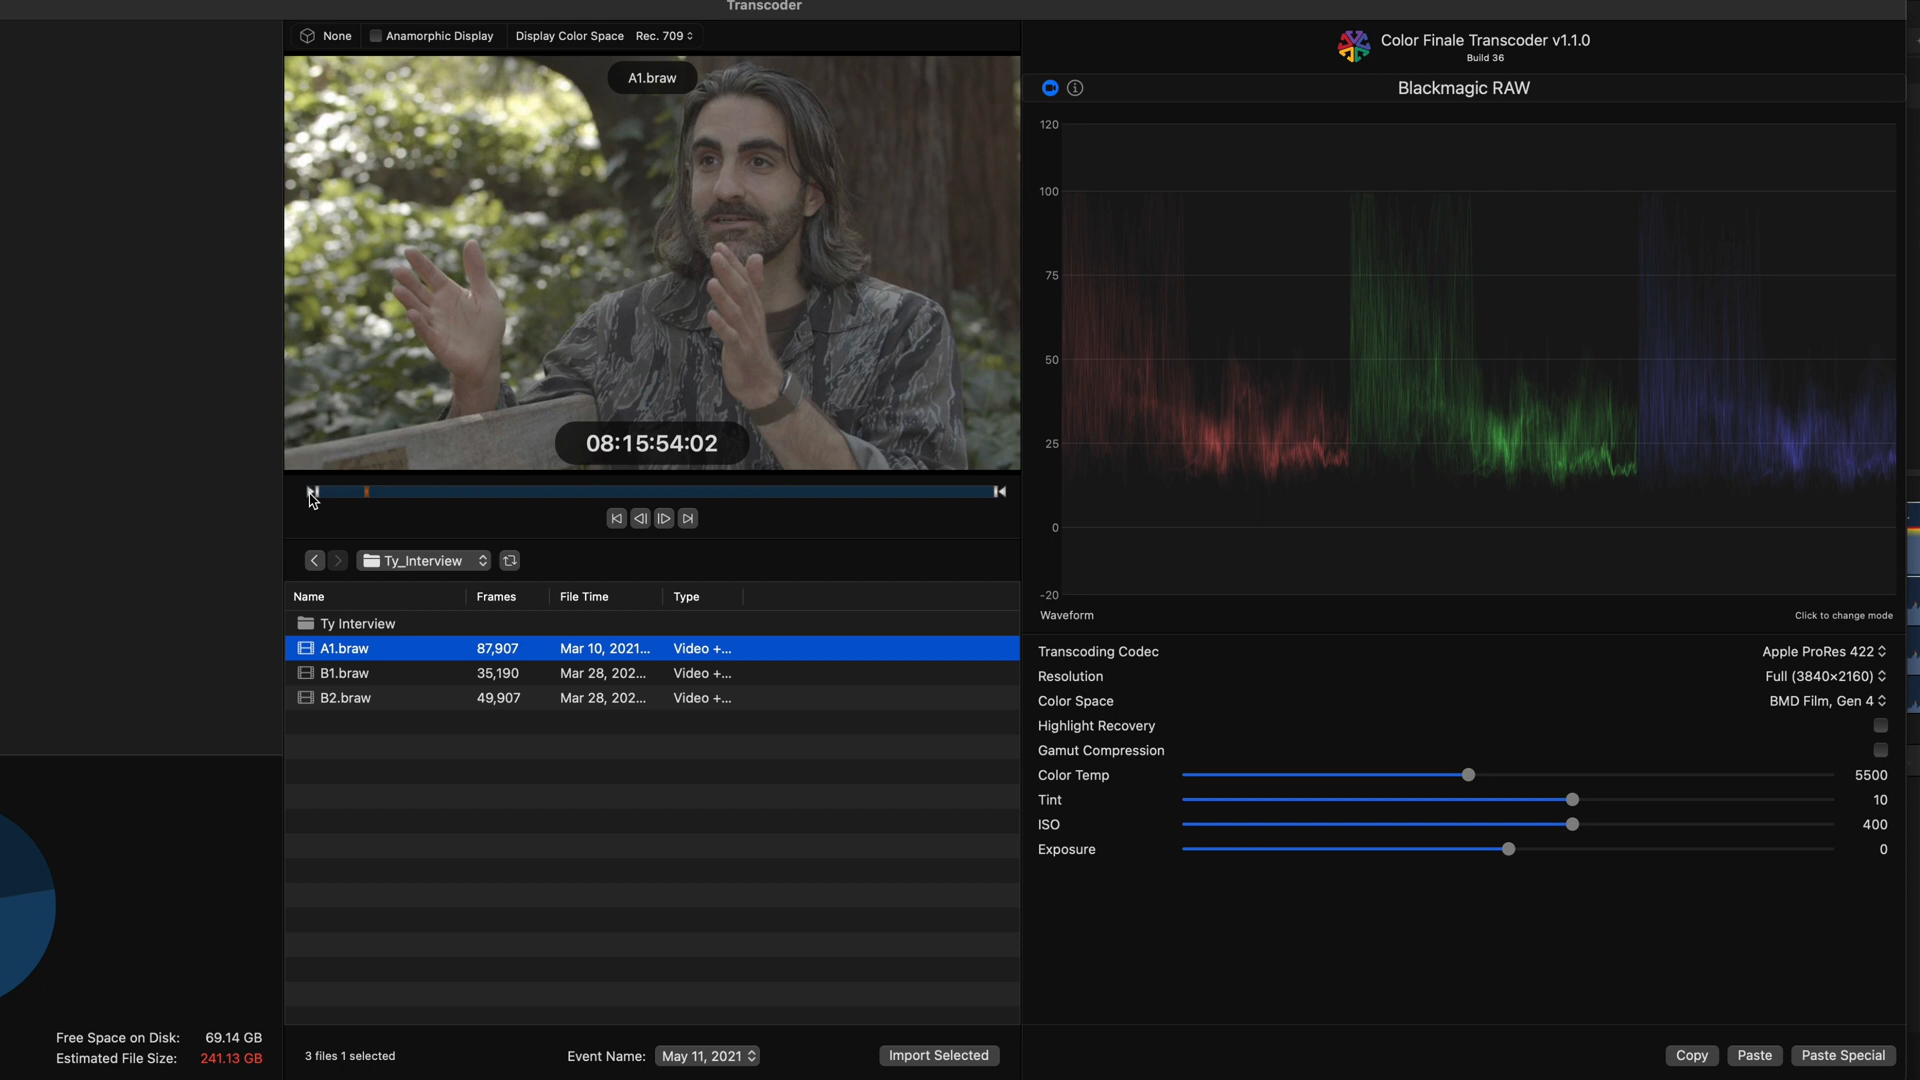 Transcoder
None
Anamorphic Display
Display Color Space
Rec. 709
A1.braw
08:15:54:02
Ty_Interview
Name
Frames
File Time
Type
Ty Interview
A1.braw
87,907
Mar 10, 2021...
Video +...
B1.braw
35,190
Mar 28, 202...
Video +...
B2.braw
49,907
Mar 28, 202...
Video +...
Free Space on Disk:
69.14 GB
Estimated File Size:
241.13 GB
3 files 1 selected
Event Name:
May 11, 2021
Import Selected
Color Finale Transcoder v1.1.0
Build 36
Blackmagic RAW
120
100
75
50
25
0
-20
Waveform
Click to change mode
Transcoding Codec
Apple ProRes 422
Resolution
Full (3840×2160)
Color Space
BMD Film, Gen 4
Highlight Recovery
Gamut Compression
Color Temp
5500
Tint
10
ISO
400
Exposure
0
Copy
Paste
Paste Special